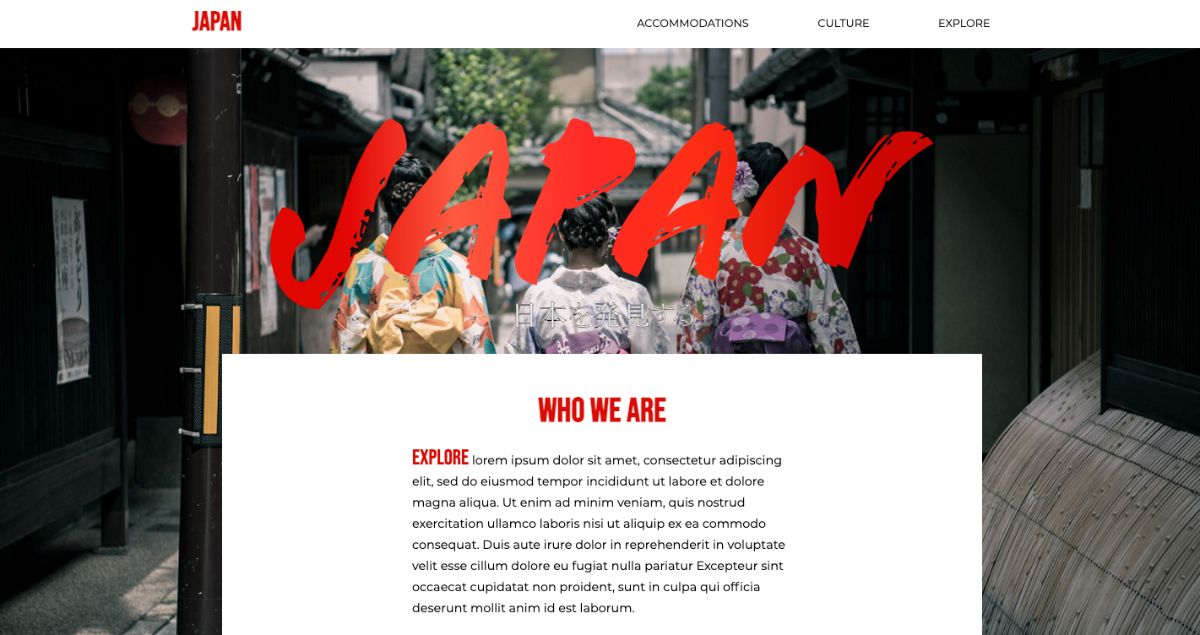 JAPAN
ACCOMMODATIONS CULTURE EXPLORE
JAPAN
日本を発見する
WHO WE ARE
EXPLORE lorem ipsum dolor sit amet, consectetur adipiscing
elit, sed do eiusmod tempor incididunt ut labore et dolore
magna aliqua. Ut enim ad minim veniam, quis nostrud
exercitation ullamco laboris nisi ut aliquip ex ea commodo
consequat. Duis aute irure dolor in reprehenderit in voluptate
velit esse cillum dolore eu fugiat nulla pariatur Excepteur sint
occaecat cupidatat non proident, sunt in culpa qui officia
deserunt mollit anim id est laborum.